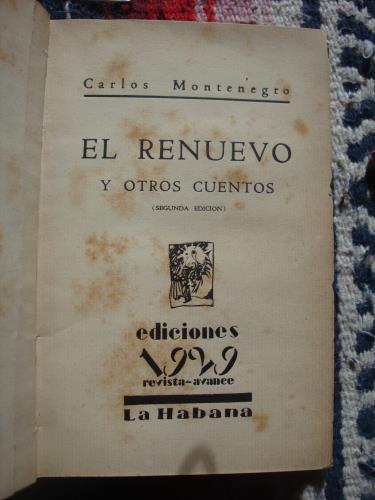 Carlos Montenegro
EL RENUEVO
Y OTROS CUENTOS
(SEGUNDA EDICION)
ediciones
1929
revista-avance
La Habana